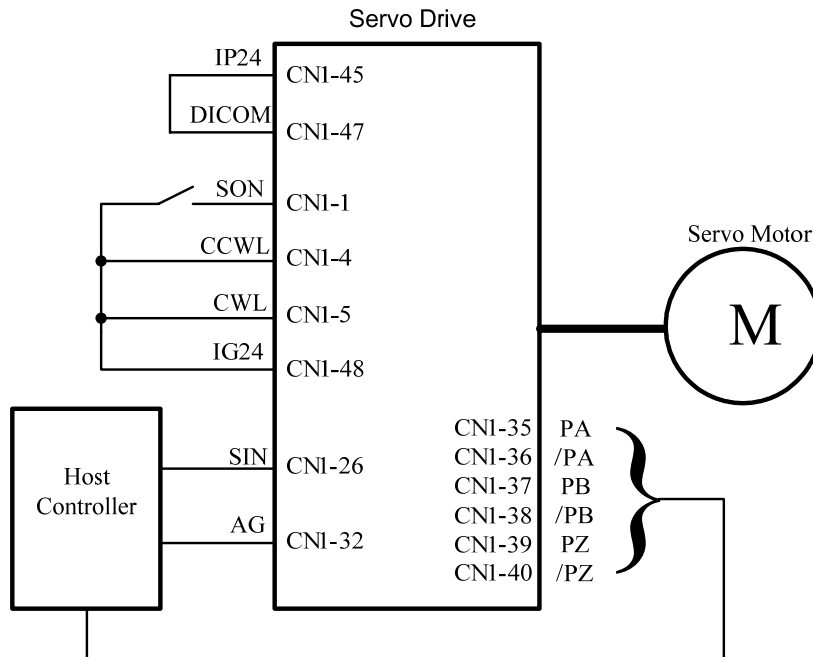 Servo Drive
IP24 CN1-45
DICOM CN1-47
SON CN1-1
CCWL CN1-4
CWL CN1-5
IG24 CN1-48
Servo Motor
M
Host
Controller
SIN CN1-26
AG CN1-32
CN1-35 PA
CN1-36 /PA
CN1-37 PB
CN1-38 /PB
CN1-39 PZ
CN1-40 /PZ